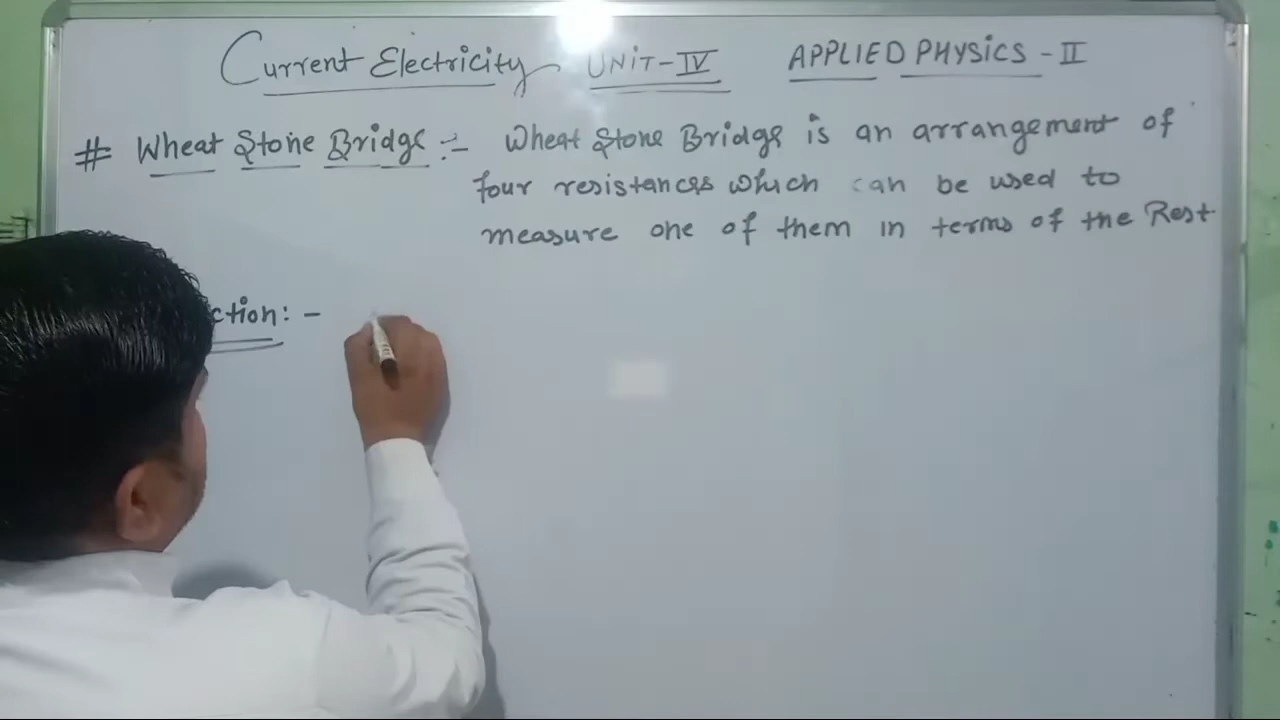 Current Electricity UNIT-IV APPLIED PHYSICS - II
# Wheat Stone Bridge :- Wheat Stone Bridge is an arrangement of
four resistances which can be used to
measure one of them in terms of the Rest
ction: -